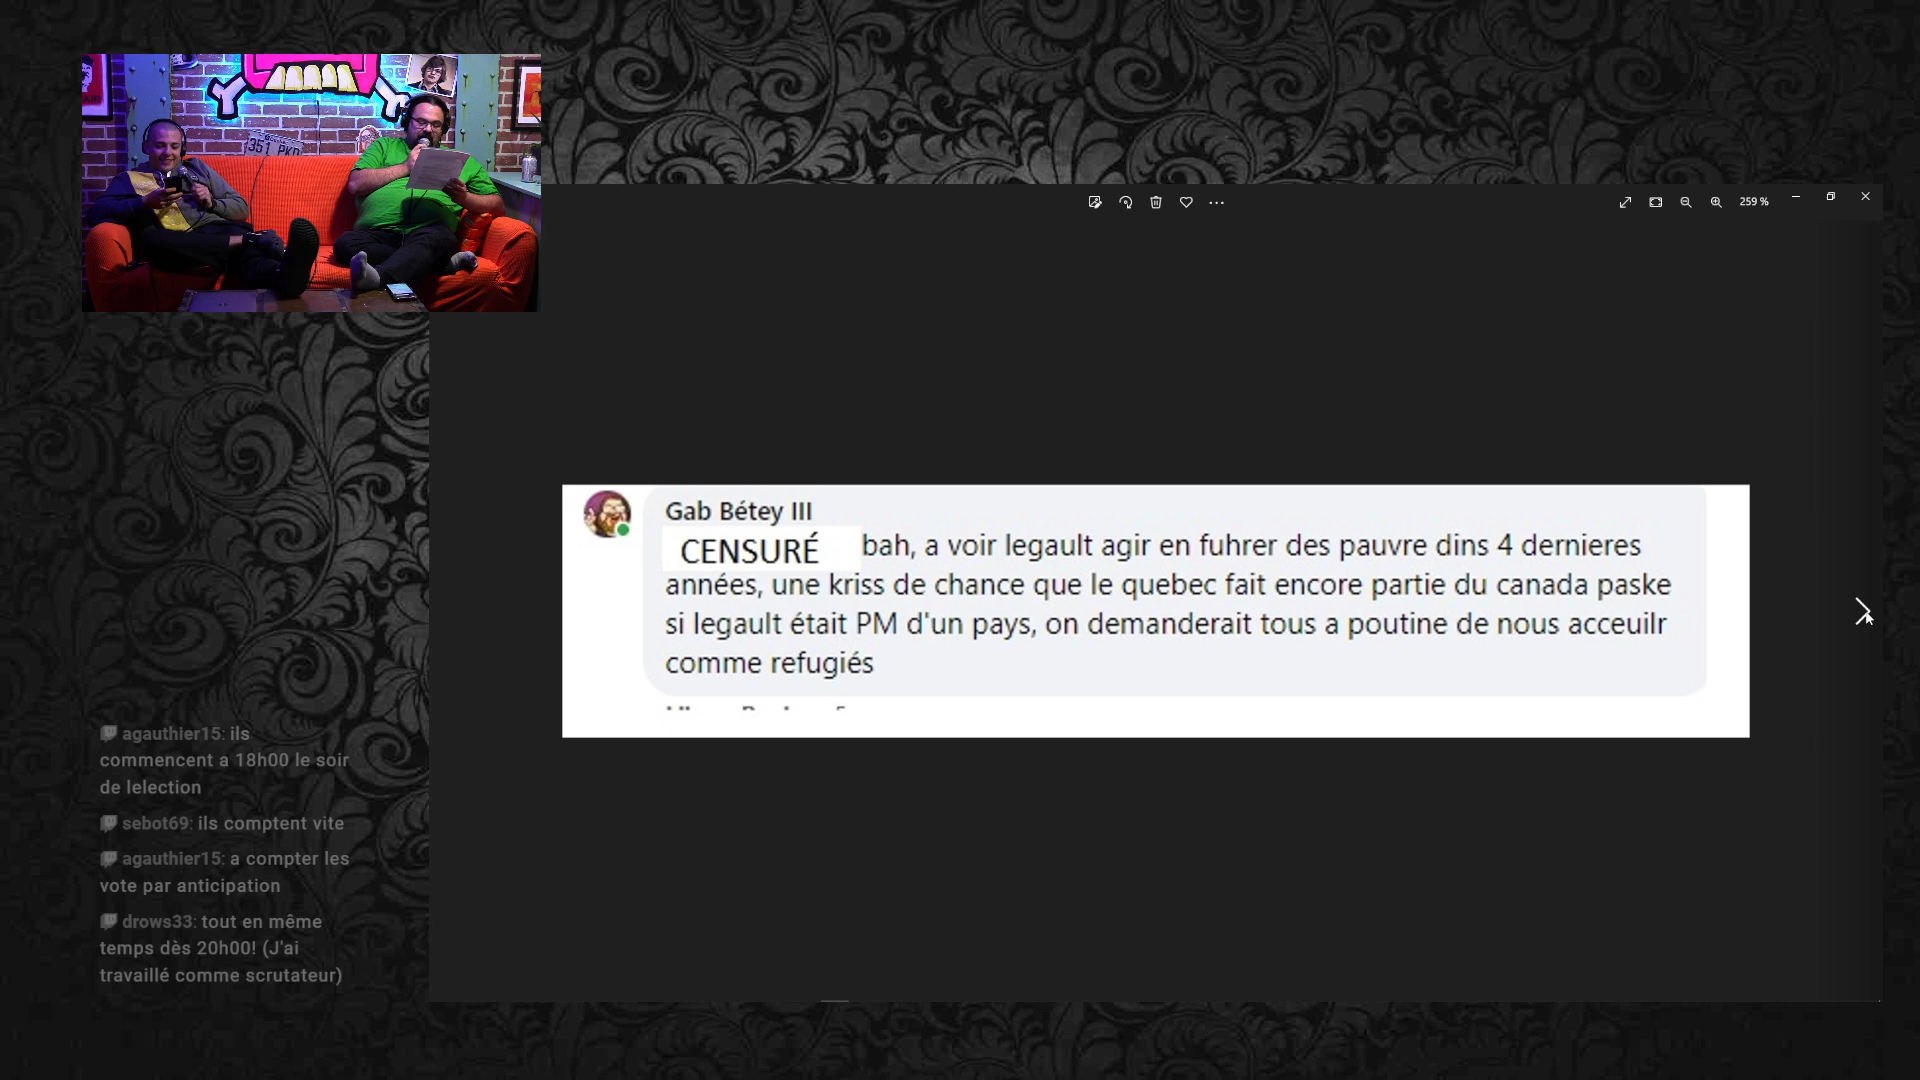 351 PKD
259 %
Gab Bétey III
CENSURÉ bah, a voir legault agir en fuhrer des pauvre dins 4 dernieres
années, une kriss de chance que le quebec fait encore partie du canada paske
si legault était PM d'un pays, on demanderait tous a poutine de nous acceuilr
comme refugiés
agauthier15: ils
commencent a 18h00 le soir
de lelection
sebot69: ils comptent vite
agauthier15: a compter les
vote par anticipation
drows33: tout en même
temps dès 20h00! (J'ai
travaillé comme scrutateur)